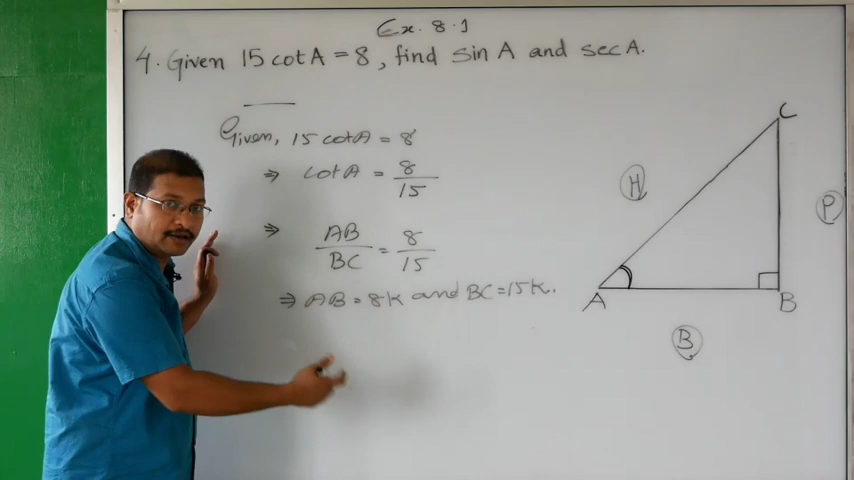 Ex. 8.1
4. Given 15 cot A = 8, find sin A and sec A.
Given, 15 cot A = 8
⇒ cot A = 8/15
⇒ AB/BC = 8/15
⇒ AB = 8K and BC = 15K.
C
H
P
A
B
B